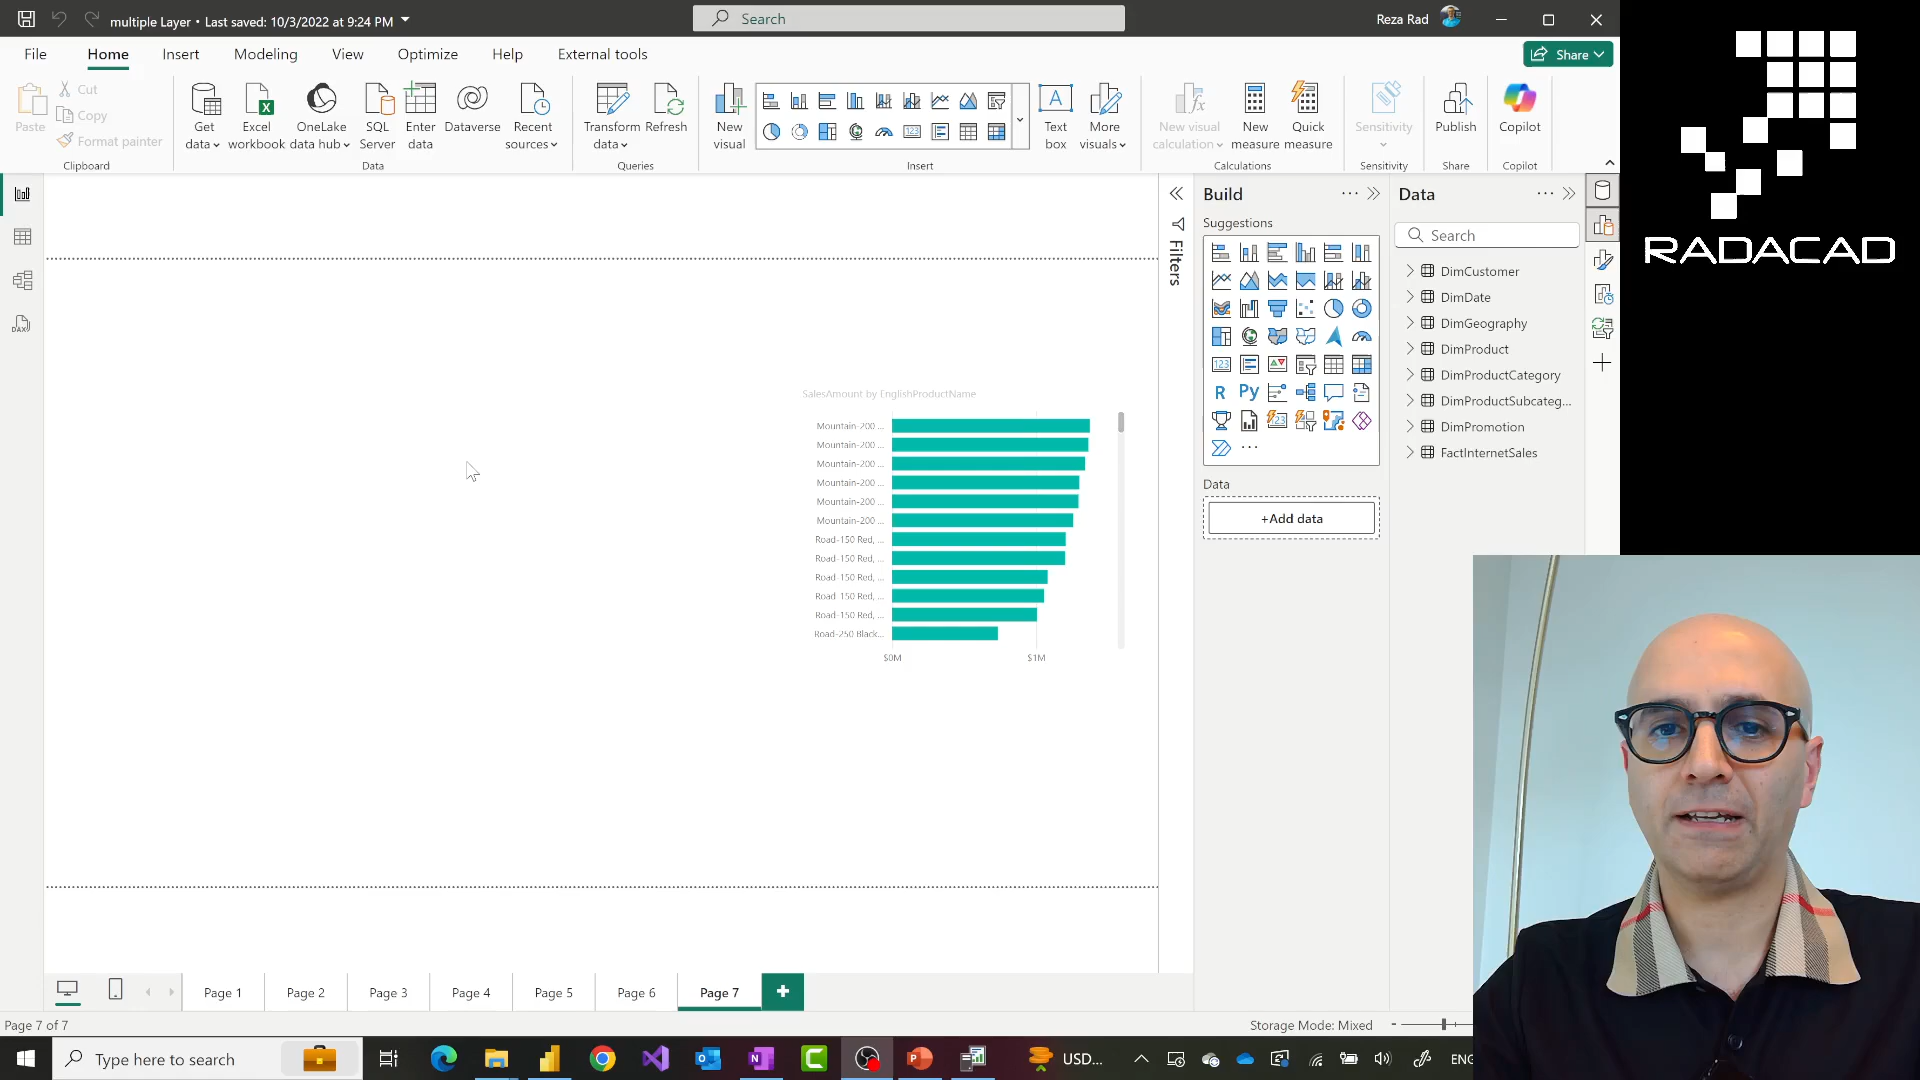 multiple Layer • Last saved: 10/3/2022 at 9:24 PM
Search
Reza Rad
File
Home
Insert
Modeling
View
Optimize
Help
External tools
Share
Paste
Cut
Copy
Format painter
Clipboard
Get
data
Excel
workbook
OneLake
data hub
SQL
Server
Enter
data
Dataverse
Recent
sources
Data
Transform
data
Refresh
Queries
New
visual
Text
box
More
visuals
Insert
New visual
calculation
New
measure
Quick
measure
Calculations
Sensitivity
Sensitivity
Publish
Share
Copilot
Copilot
RADACAD
Filters
Build
Suggestions
R
Py
123
Data
+Add data
Data
Search
DimCustomer
DimDate
DimGeography
DimProduct
DimProductCategory
DimProductSubcateg...
DimPromotion
FactInternetSales
DAX
SalesAmount by EnglishProductName
Mountain-200 ...
Mountain-200 ...
Mountain-200 ...
Mountain-200 ...
Mountain-200 ...
Mountain-200 ...
Road-150 Red, ...
Road-150 Red, ...
Road-150 Red, ...
Road-150 Red, ...
Road-150 Red, ...
Road-250 Black...
$0M
$1M
Page 1
Page 2
Page 3
Page 4
Page 5
Page 6
Page 7
Page 7 of 7
Storage Mode: Mixed
Type here to search
USD...
ENG